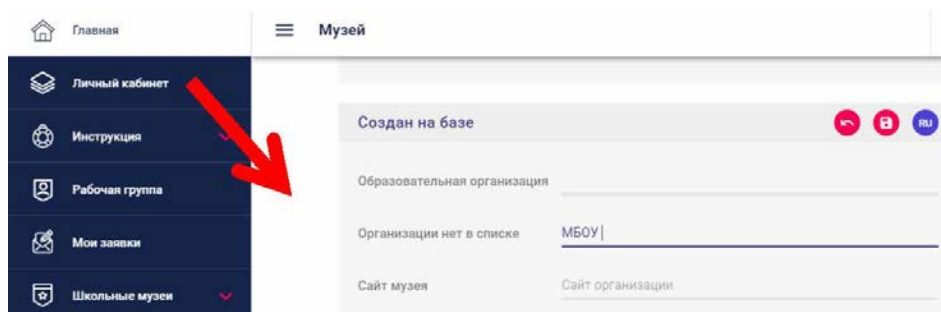 Главная
Музей
Личный кабинет
Инструкция
Рабочая группа
Мои заявки
Школьные музеи
Создан на базе
RU
Образовательная организация
Организации нет в списке
МБОУ
Сайт музея
Сайт организации